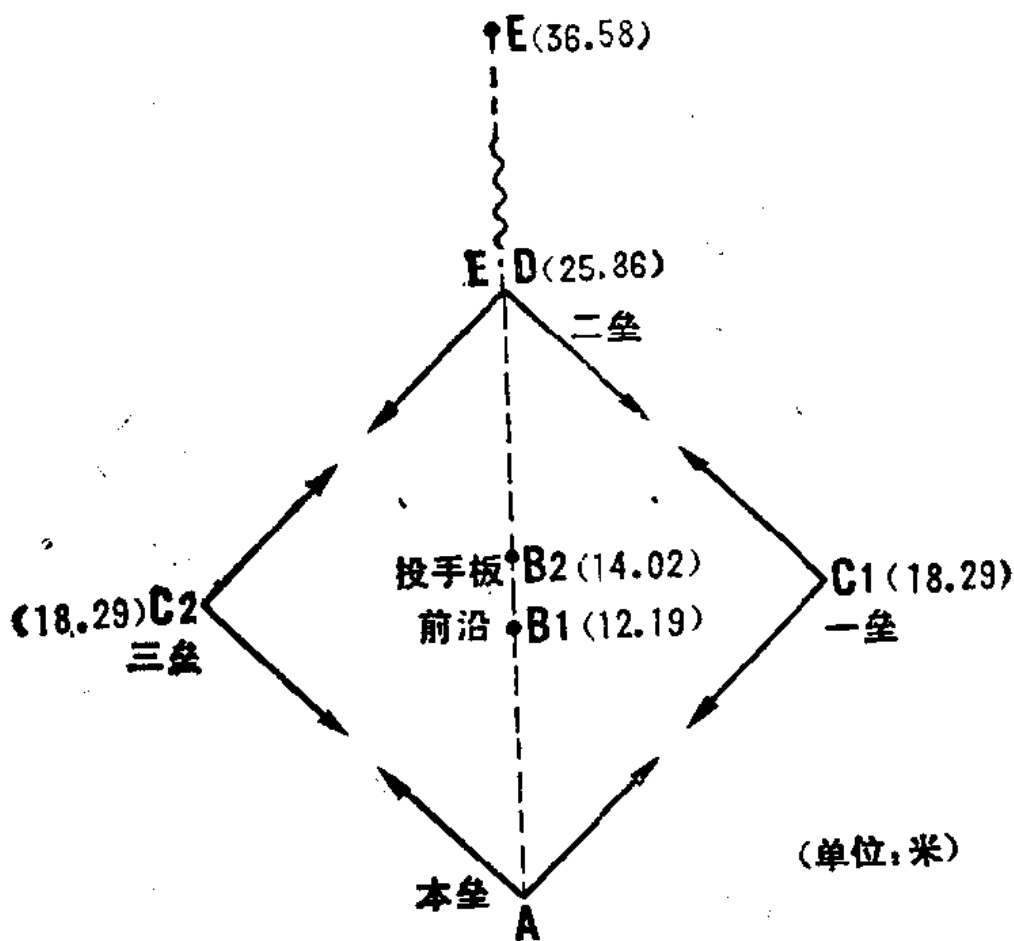 E(36.58)
E D(25.86)
二垒
投手板 B2(14.02)
前沿 B1(12.19)
C1(18.29)
一垒
(18.29)C2
三垒
(单位:米)
本垒
A